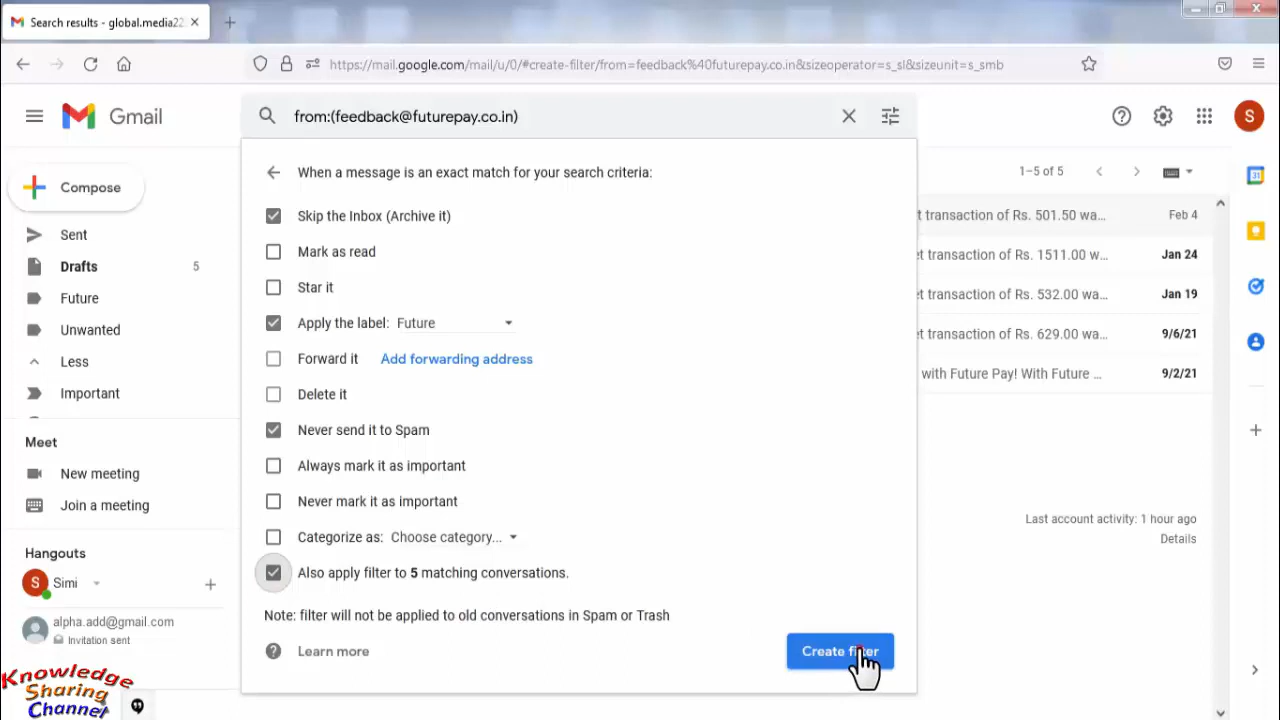 Search results - global.media22
https://mail.google.com/mail/u/0/#create-filter/from=feedback%40futurepay.co.in&sizeoperator=s_sl&sizeunit=s_smb
Gmail
from:(feedback@futurepay.co.in)
S
Compose
Sent
Drafts 5
Future
Unwanted
Less
Important
Meet
New meeting
Join a meeting
Hangouts
S Simi
alpha.add@gmail.com
Invitation sent
Knowledge
Sharing
Channel
When a message is an exact match for your search criteria:
Skip the Inbox (Archive it)
Mark as read
Star it
Apply the label: Future
Forward it Add forwarding address
Delete it
Never send it to Spam
Always mark it as important
Never mark it as important
Categorize as: Choose category...
Also apply filter to 5 matching conversations.
Note: filter will not be applied to old conversations in Spam or Trash
Learn more
Create filter
1–5 of 5
t transaction of Rs. 501.50 wa... Feb 4
et transaction of Rs. 1511.00 w... Jan 24
et transaction of Rs. 532.00 wa... Jan 19
et transaction of Rs. 629.00 wa... 9/6/21
with Future Pay! With Future ... 9/2/21
Last account activity: 1 hour ago
Details
31